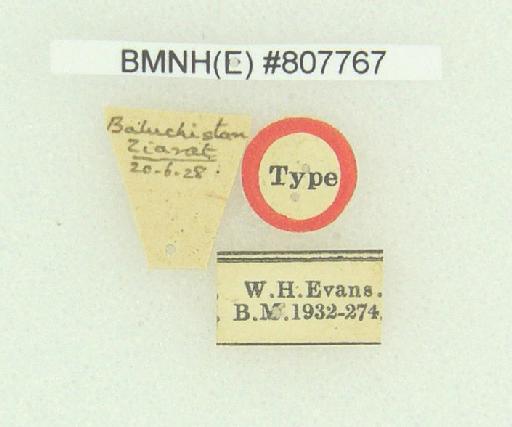 BMNH(E) #807767
Baluchistan
Ziarat
20.6.28.
Type
W.H.Evans.
B.M.1932-274.